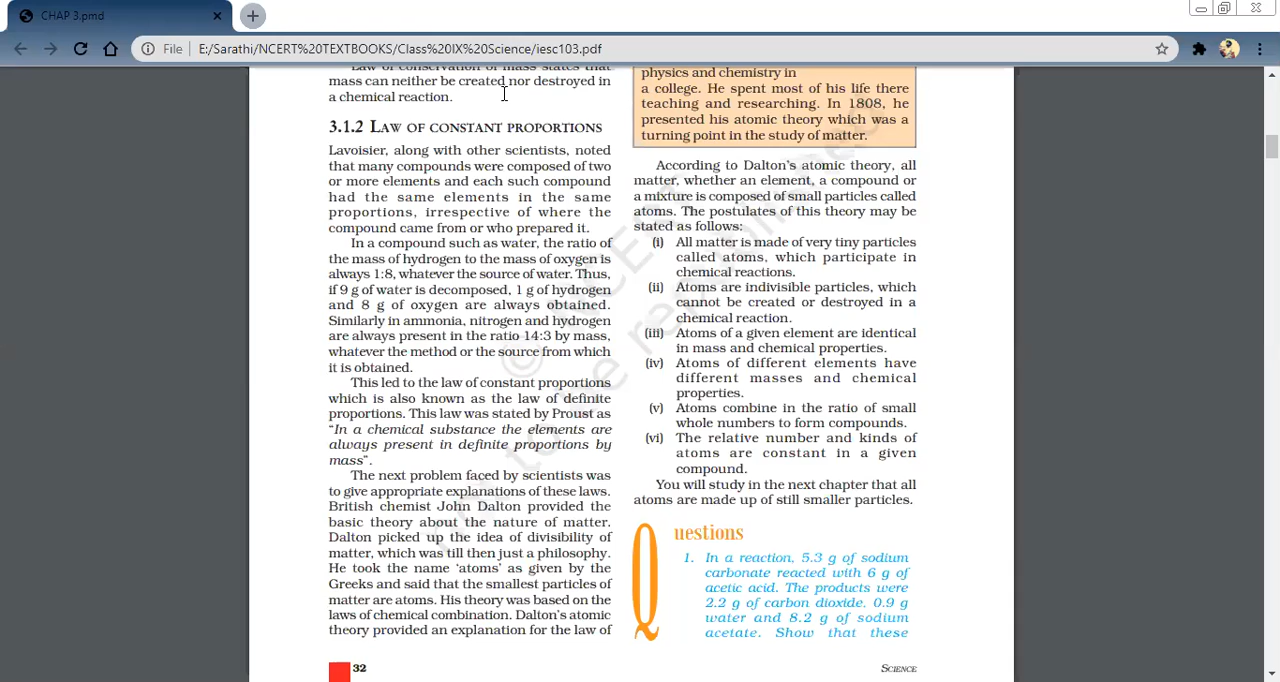 CHAP 3.pmd
File | E:/Sarathi/NCERT%20TEXTBOOKS/Class%20IX%20Science/iesc103.pdf
Law of conservation of mass states that
mass can neither be created nor destroyed in
a chemical reaction.
3.1.2 LAW OF CONSTANT PROPORTIONS
Lavoisier, along with other scientists, noted
that many compounds were composed of two
or more elements and each such compound
had the same elements in the same
proportions, irrespective of where the
compound came from or who prepared it.
In a compound such as water, the ratio of
the mass of hydrogen to the mass of oxygen is
always 1:8, whatever the source of water. Thus,
if 9 g of water is decomposed, 1 g of hydrogen
and 8 g of oxygen are always obtained.
Similarly in ammonia, nitrogen and hydrogen
are always present in the ratio 14:3 by mass,
whatever the method or the source from which
it is obtained.
This led to the law of constant proportions
which is also known as the law of definite
proportions. This law was stated by Proust as
“In a chemical substance the elements are
always present in definite proportions by
mass”.
The next problem faced by scientists was
to give appropriate explanations of these laws.
British chemist John Dalton provided the
basic theory about the nature of matter.
Dalton picked up the idea of divisibility of
matter, which was till then just a philosophy.
He took the name ‘atoms’ as given by the
Greeks and said that the smallest particles of
matter are atoms. His theory was based on the
laws of chemical combination. Dalton’s atomic
theory provided an explanation for the law of
physics and chemistry in
a college. He spent most of his life there
teaching and researching. In 1808, he
presented his atomic theory which was a
turning point in the study of matter.
According to Dalton’s atomic theory, all
matter, whether an element, a compound or
a mixture is composed of small particles called
atoms. The postulates of this theory may be
stated as follows:
(i) All matter is made of very tiny particles
called atoms, which participate in
chemical reactions.
(ii) Atoms are indivisible particles, which
cannot be created or destroyed in a
chemical reaction.
(iii) Atoms of a given element are identical
in mass and chemical properties.
(iv) Atoms of different elements have
different masses and chemical
properties.
(v) Atoms combine in the ratio of small
whole numbers to form compounds.
(vi) The relative number and kinds of
atoms are constant in a given
compound.
You will study in the next chapter that all
atoms are made up of still smaller particles.
Questions
1. In a reaction, 5.3 g of sodium
carbonate reacted with 6 g of
acetic acid. The products were
2.2 g of carbon dioxide, 0.9 g
water and 8.2 g of sodium
acetate. Show that these
32
SCIENCE
© NCERT